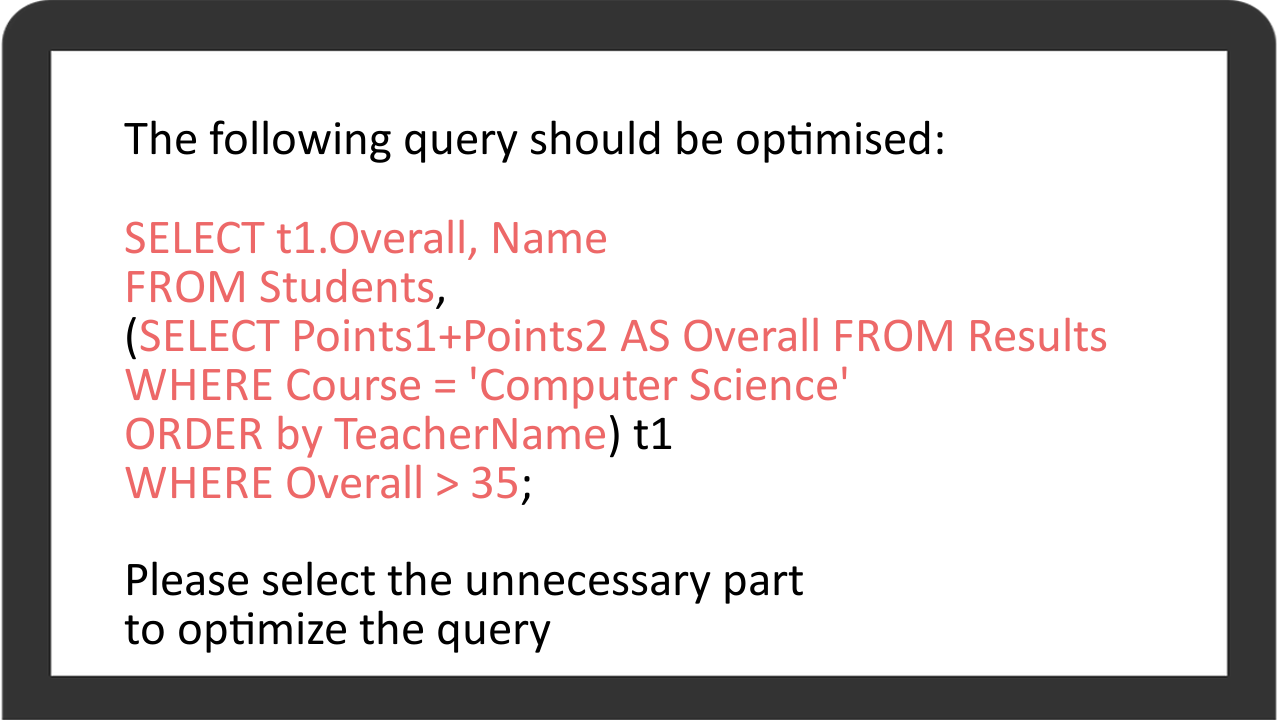 The following query should be optimised:
SELECT t1.Overall, Name
FROM Students,
(SELECT Points1+Points2 AS Overall FROM Results
WHERE Course = 'Computer Science'
ORDER by TeacherName) t1
WHERE Overall > 35;
Please select the unnecessary part
to optimize the query